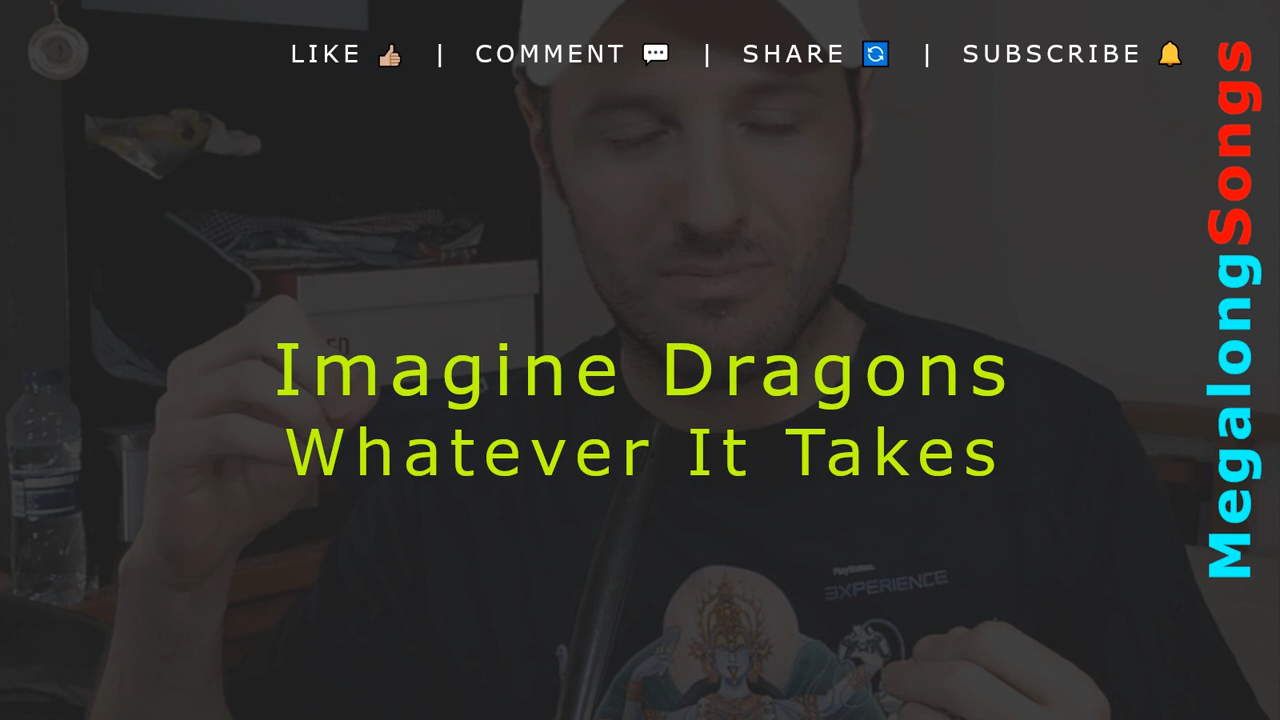 LIKE 👍🏼 | COMMENT 💬 | SHARE 🔄 | SUBSCRIBE 🔔
MegalongSongs
Imagine Dragons
Whatever It Takes
PlayStation.
EXPERIENCE